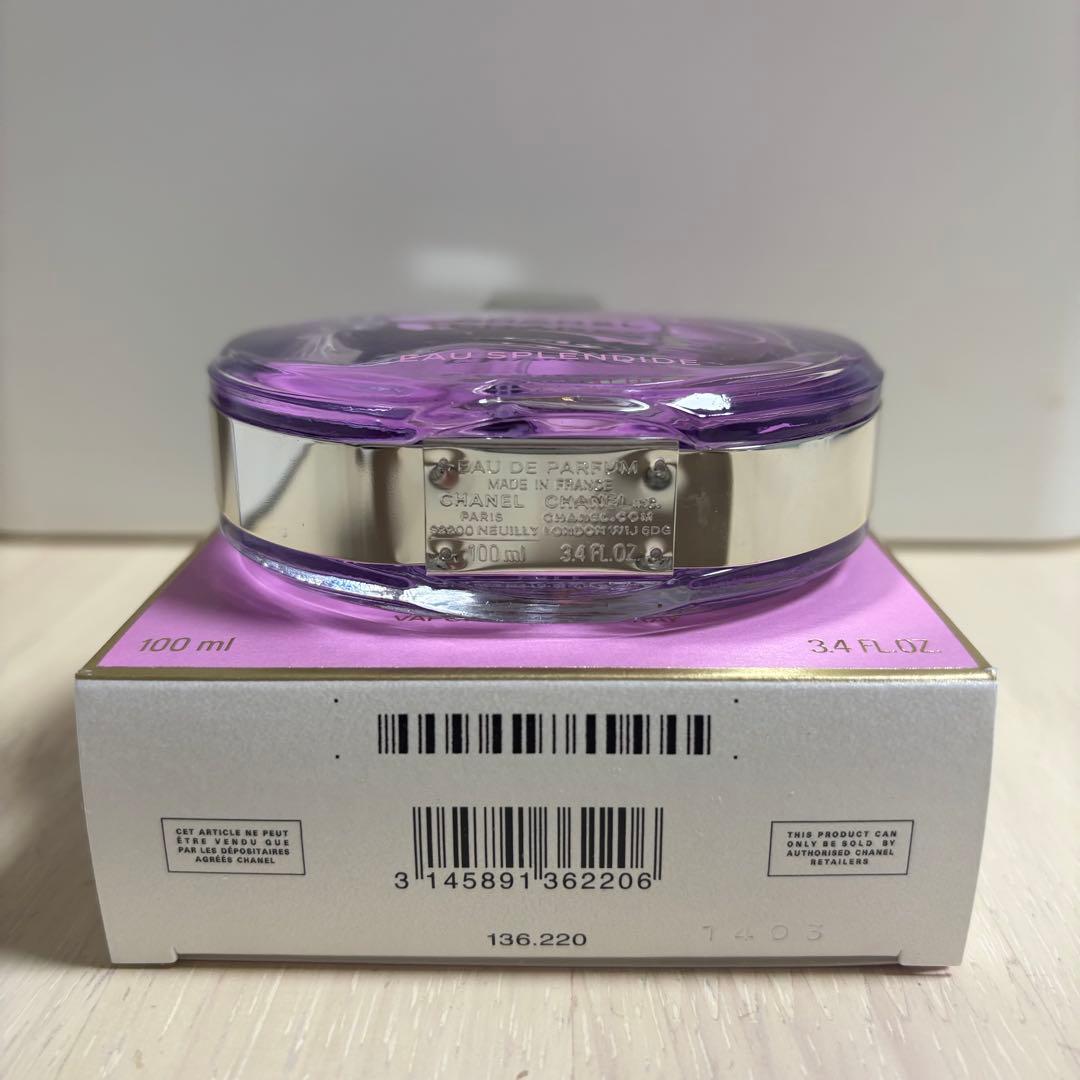 EAU SPLENDIDE
EAU DE PARFUM
MADE IN FRANCE
CHANEL CHANEL INC.
PARIS CHANEL.COM
92200 NEUILLY LONDON W1J 6DG
100 ml 3.4 FL.OZ.
100 ml 3.4 FL.OZ.
CET ARTICLE NE PEUT
ÊTRE VENDU QUE
PAR LES DÉPOSITAIRES
AGRÉÉS CHANEL
3 145891 362206
THIS PRODUCT CAN
ONLY BE SOLD BY
AUTHORISED CHANEL
RETAILERS
136.220
1403